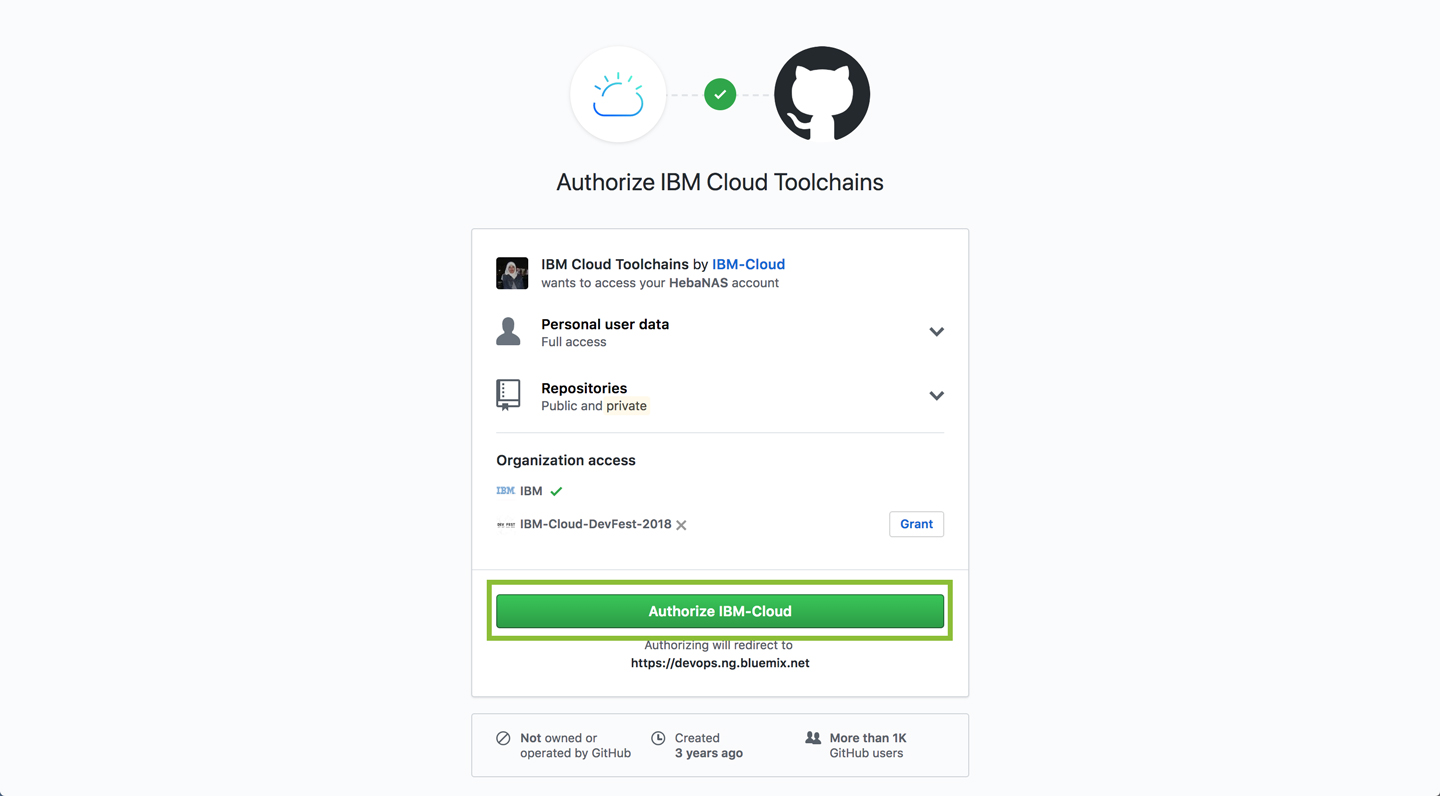 Authorize IBM Cloud Toolchains
IBM Cloud Toolchains by IBM-Cloud
wants to access your HebaNAS account
Personal user data
Full access
Repositories
Public and private
Organization access
IBM IBM
DEV FEST IBM-Cloud-DevFest-2018
Grant
Authorize IBM-Cloud
Authorizing will redirect to
https://devops.ng.bluemix.net
Not owned or
operated by GitHub
Created
3 years ago
More than 1K
GitHub users